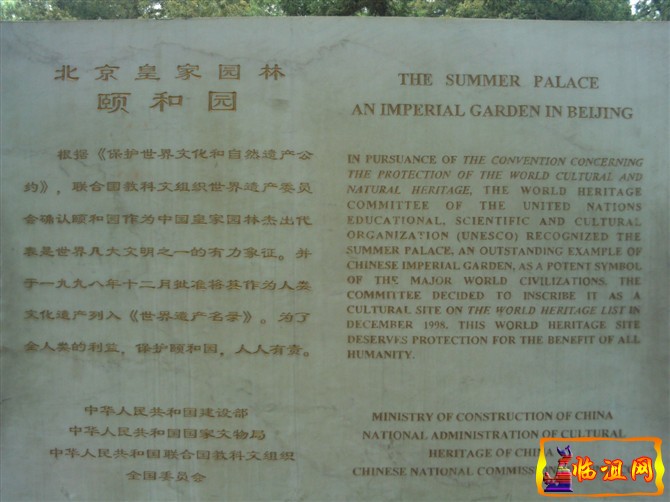 北京皇家园林
颐和园
根据《保护世界文化和自然遗产公
约》，联合国教科文组织世界遗产委员
会确认颐和园作为中国皇家园林杰出代
表是世界几大文明之一的有力象征。并
于一九九八年十二月批准将其作为人类
文化遗产列入《世界遗产名录》。为了
全人类的利益，保护颐和园，人人有责。
中华人民共和国建设部
中华人民共和国国家文物局
中华人民共和国联合国教科文组织
全国委员会
THE SUMMER PALACE
AN IMPERIAL GARDEN IN BEIJING
IN PURSUANCE OF THE CONVENTION CONCERNING
THE PROTECTION OF THE WORLD CULTURAL AND
NATURAL HERITAGE, THE WORLD HERITAGE
COMMITTEE OF THE UNITED NATIONS
EDUCATIONAL, SCIENTIFIC AND CULTURAL
ORGANIZATION (UNESCO) RECOGNIZED THE
SUMMER PALACE, AN OUTSTANDING EXAMPLE OF
CHINESE IMPERIAL GARDEN, AS A POTENT SYMBOL
OF THE MAJOR WORLD CIVILIZATIONS. THE
COMMITTEE DECIDED TO INSCRIBE IT AS A
CULTURAL SITE ON THE WORLD HERITAGE LIST IN
DECEMBER 1998. THIS WORLD HERITAGE SITE
DESERVES PROTECTION FOR THE BENEFIT OF ALL
HUMANITY.
MINISTRY OF CONSTRUCTION OF CHINA
NATIONAL ADMINISTRATION OF CULTURAL
HERITAGE OF CHINA
CHINESE NATIONAL
临沮网